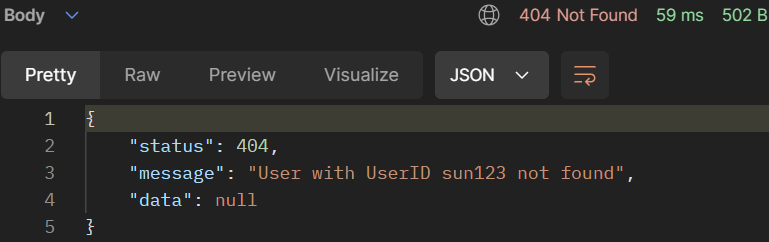 Body 404 Not Found 59 ms 502 B
Pretty Raw Preview Visualize JSON
1 {
2 "status": 404,
3 "message": "User with UserID sun123 not found",
4 "data": null
5 }